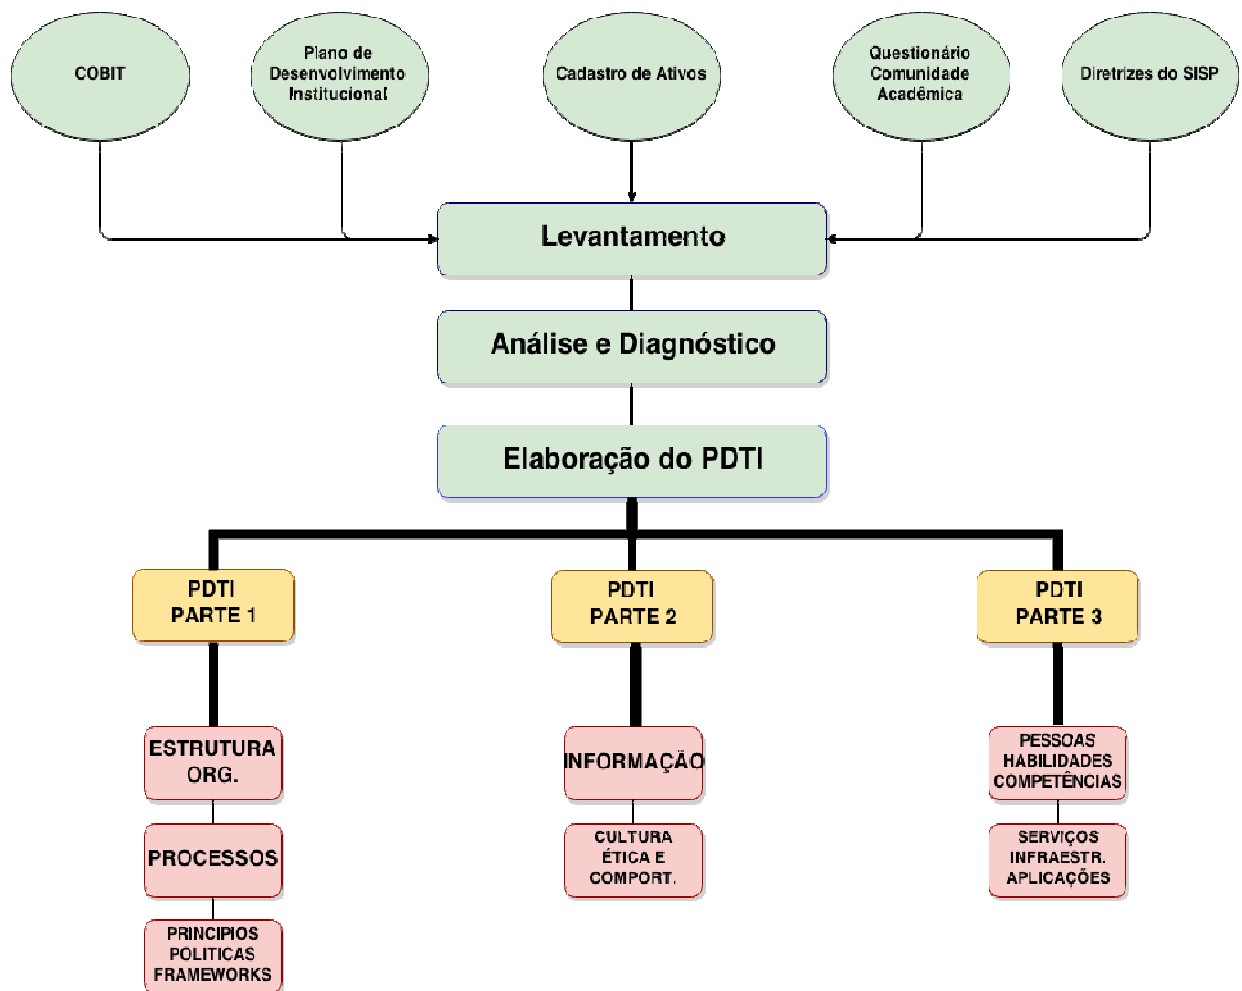 COBIT
Plano de
Desenvolvimento
Institucional
Cadastro de Ativos
Questionário
Comunidade
Acadêmica
Diretrizes do SISP
Levantamento
Análise e Diagnóstico
Elaboração do PDTI
PDTI
PARTE 1
PDTI
PARTE 2
PDTI
PARTE 3
ESTRUTURA
ORG.
PROCESSOS
PRINCIPIOS
POLITICAS
FRAMEWORKS
INFORMAÇÃO
CULTURA
ÉTICA E
COMPORT.
PESSOAS
HABILIDADES
COMPETÊNCIAS
SERVIÇOS
INFRAESTR.
APLICAÇÕES